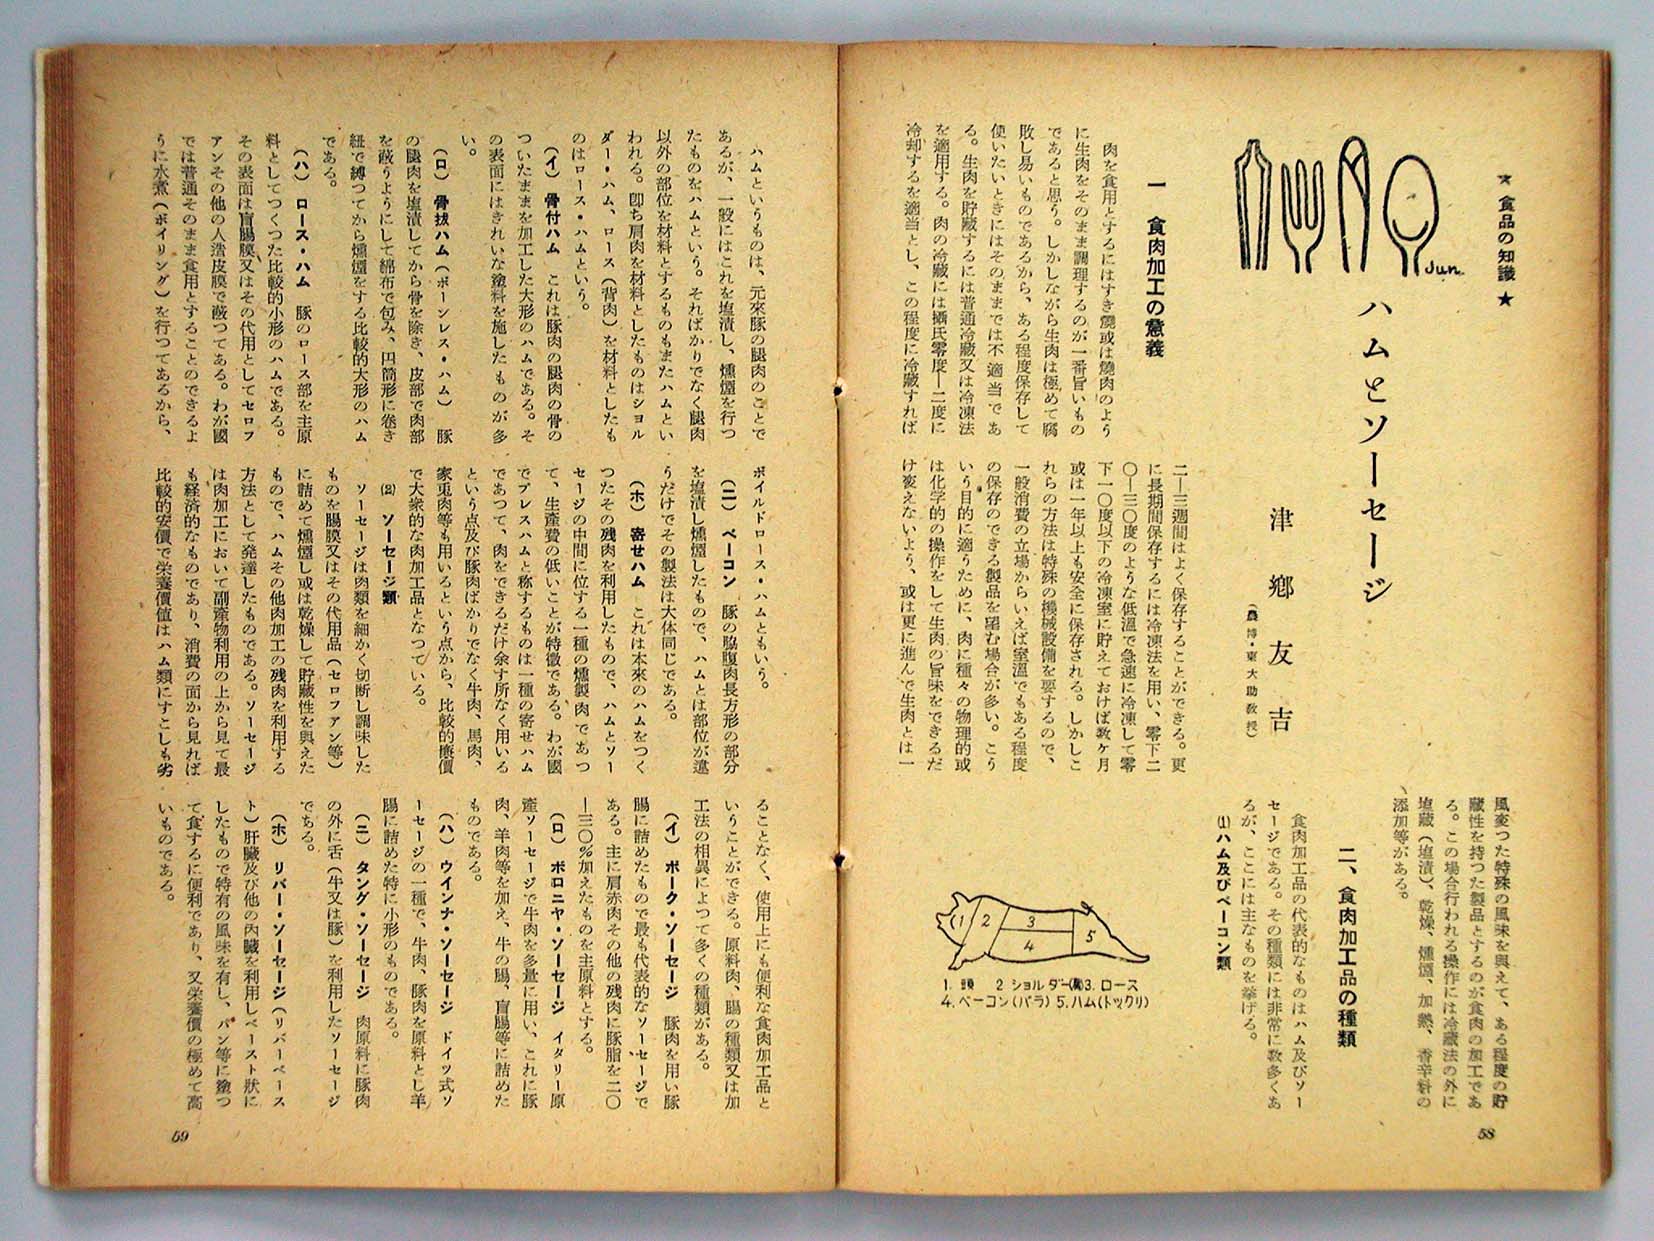 ★ 食品の知識 ★
Jun.
ハムとソーセージ
津郷友吉
(農博・東大助教授)
一 食肉加工の意義
肉を食用とするにはすき燒或は燒肉のよう
に生肉をそのまま調理するのが一番旨いもの
であると思う。しかしながら生肉は極めて腐
敗し易いものであるから、ある程度保存して
使いたいときにはそのままでは不適当であ
る。生肉を貯蔵するには普通冷蔵又は冷凍法
を適用する。肉の冷蔵には攝氏零度―二度に
冷却するを適当とし、この程度に冷蔵すれば
二―三週間はよく保存することができる。更
に長期間保存するには冷凍法を用い、零下二
〇―三〇度のような低溫で急速に冷凍して零
下一〇度以下の冷凍室に貯えておけば数ヶ月
或は一年以上も安全に保存される。しかしこ
れらの方法は特殊の機械設備を要するので、
一般消費の立場からいえば室溫でもある程度
の保存のできる製品を望む場合が多い。こう
いう目的に適うために、肉に種々の物理的或
は化学的の操作をして生肉の旨味をできるだ
け変えないよう、或は更に進んで生肉とは一
風変つた特殊の風味を與えて、ある程度の貯
蔵性を持つた製品とするのが食肉の加工であ
る。この場合行われる操作には冷蔵法の外に
塩蔵(塩漬)、乾燥、燻煙、加熱、香辛料の
添加等がある。
二、食肉加工品の種類
食肉加工品の代表的なものはハム及びソー
セージである。その種類には非常に数多くあ
るが、ここには主なものを挙げる。
(1) ハム及びベーコン類
1 2 3 4 5
1. 頭 2 ショルダー(肩) 3. ロース
4. ベーコン(バラ) 5. ハム(トックリ)
58
ハムというものは、元來豚の腿肉のことで
あるが、一般にはこれを塩漬し、燻煙を行つ
たものをハムという。そればかりでなく腿肉
以外の部位を材料とするものもまたハムとい
われる。卽ち肩肉を材料としたものはショル
ダー・ハム、ロース(背肉)を材料としたも
のはロース・ハムという。
(イ) 骨付ハム これは豚肉の腿肉の骨の
ついたままを加工した大形のハムである。そ
の表面にはきれいな塗料を施したものが多
い。
(ロ) 骨抜ハム(ボーンレス・ハム) 豚
の腿肉を塩漬してから骨を除き、皮部で肉部
を蔽うようにして綿布で包み、円筒形に巻き
紐で縛つてから燻煙をする比較的大形のハム
である。
(ハ) ロース・ハム 豚のロース部を主原
料としてつくつた比較的小形のハムである。
その表面は盲腸膜又はその代用としてセロフ
アンその他の人造皮膜で蔽つてある。わが國
では普通そのまま食用とすることのできるよ
うに水煮(ボイリング)を行つてあるから、
ボイルドロース・ハムともいう。
(ニ) ベーコン 豚の脇腹肉長方形の部分
を塩漬し燻煙したもので、ハムとは部位が違
うだけでその製法は大体同じである。
(ホ) 寄せハム これは本來のハムをつく
つたその残肉を利用したもので、ハムとソー
セージの中間に位する一種の燻製肉であつ
て、生產費の低いことが特徴である。わが國
でプレスハムと称するものは一種の寄せハム
であつて、肉をできるだけ余す所なく用いる
という点及び豚肉ばかりでなく牛肉、馬肉、
家兎肉等も用いるという点から、比較的廉價
で大衆的な肉加工品となつている。
(2) ソーセージ類
ソーセージは肉類を細かく切断し調味した
ものを腸膜又はその代用品(セロフアン等)
に詰めて燻煙し或は乾燥して貯蔵性を與えた
もので、ハムその他肉加工の残肉を利用する
方法として発達したものである。ソーセージ
は肉加工において副產物利用の上から見て最
も経済的なものであり、消費の面から見れば
比較的安價で栄養價値はハム類にすこしも劣
ることなく、使用上にも便利な食肉加工品と
いうことができる。原料肉、腸の種類又は加
工法の相異によつて多くの種類がある。
(イ) ポーク・ソーセージ 豚肉を用い豚
腸に詰めたもので最も代表的なソーセージで
ある。主に肩赤肉その他の残肉に豚脂を二〇
―三〇%加えたものを主原料とする。
(ロ) ボロニヤ・ソーセージ イタリー原
產ソーセージで牛肉を多量に用い、これに豚
肉、羊肉等を加え、牛の腸、盲腸等に詰めた
ものである。
(ハ) ウインナ・ソーセージ ドイツ式ソ
ーセージの一種で、牛肉、豚肉を原料とし羊
腸に詰めた特に小形のものである。
(ニ) タング・ソーセージ 肉原料に豚肉
の外に舌(牛又は豚)を利用したソーセージ
である。
(ホ) リバー・ソーセージ(リバーペース
ト) 肝臓及び他の內臓を利用しペースト狀に
したもので特有の風味を有し、パン等に塗つ
て食するに便利であり、又栄養價の極めて高
いものである。
59